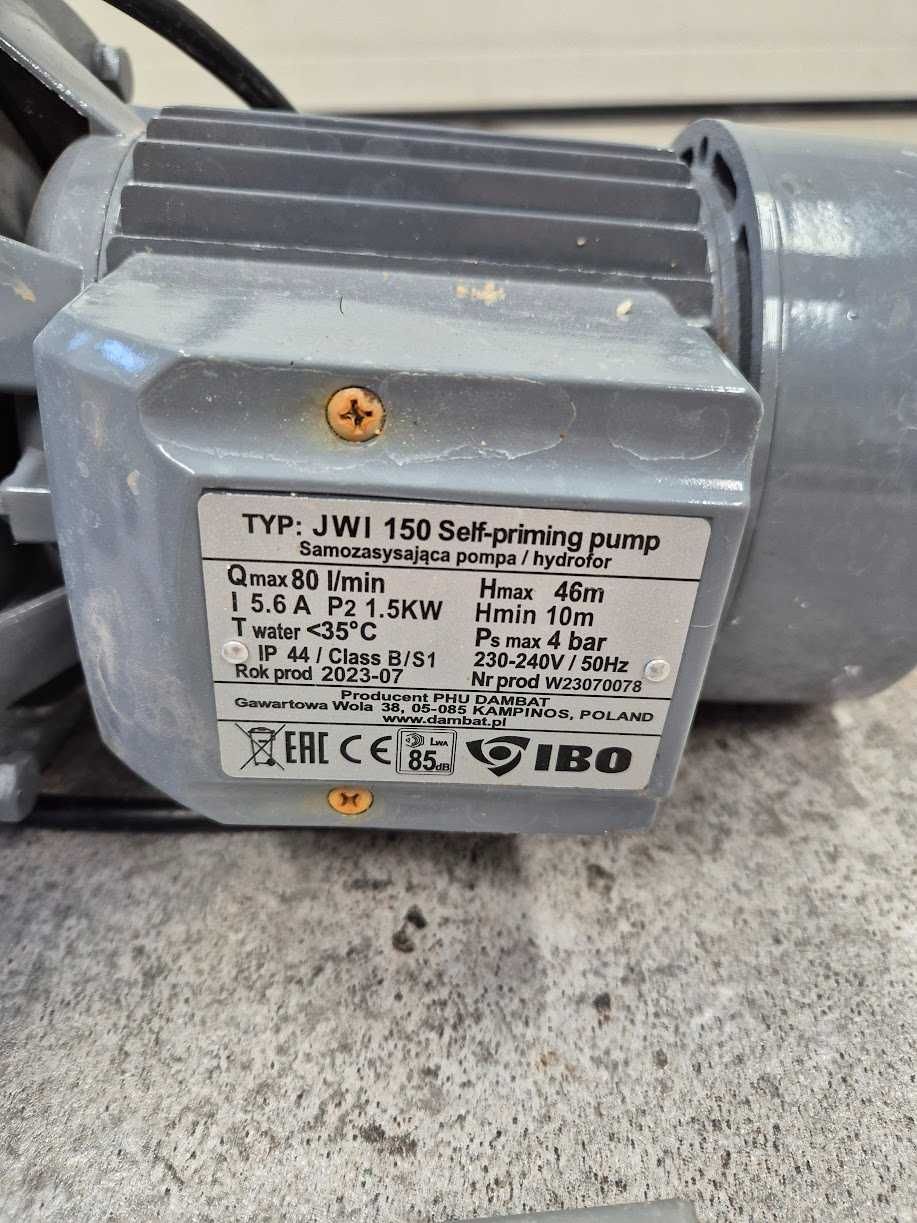 TYP: JWI 150 Self-priming pump
Samozasysająca pompa / hydrofor
Qmax 80 l/min Hmax 46m
I 5.6 A P2 1.5KW Hmin 10m
T water <35°C Ps max 4 bar
IP 44 / Class B/S1 230-240V / 50Hz
Rok prod 2023-07 Nr prod W23070078
Producent PHU DAMBAT
Gawartowa Wola 38, 05-085 KAMPINOS, POLAND
www.dambat.pl
EAC CE LWA 85dB IBO